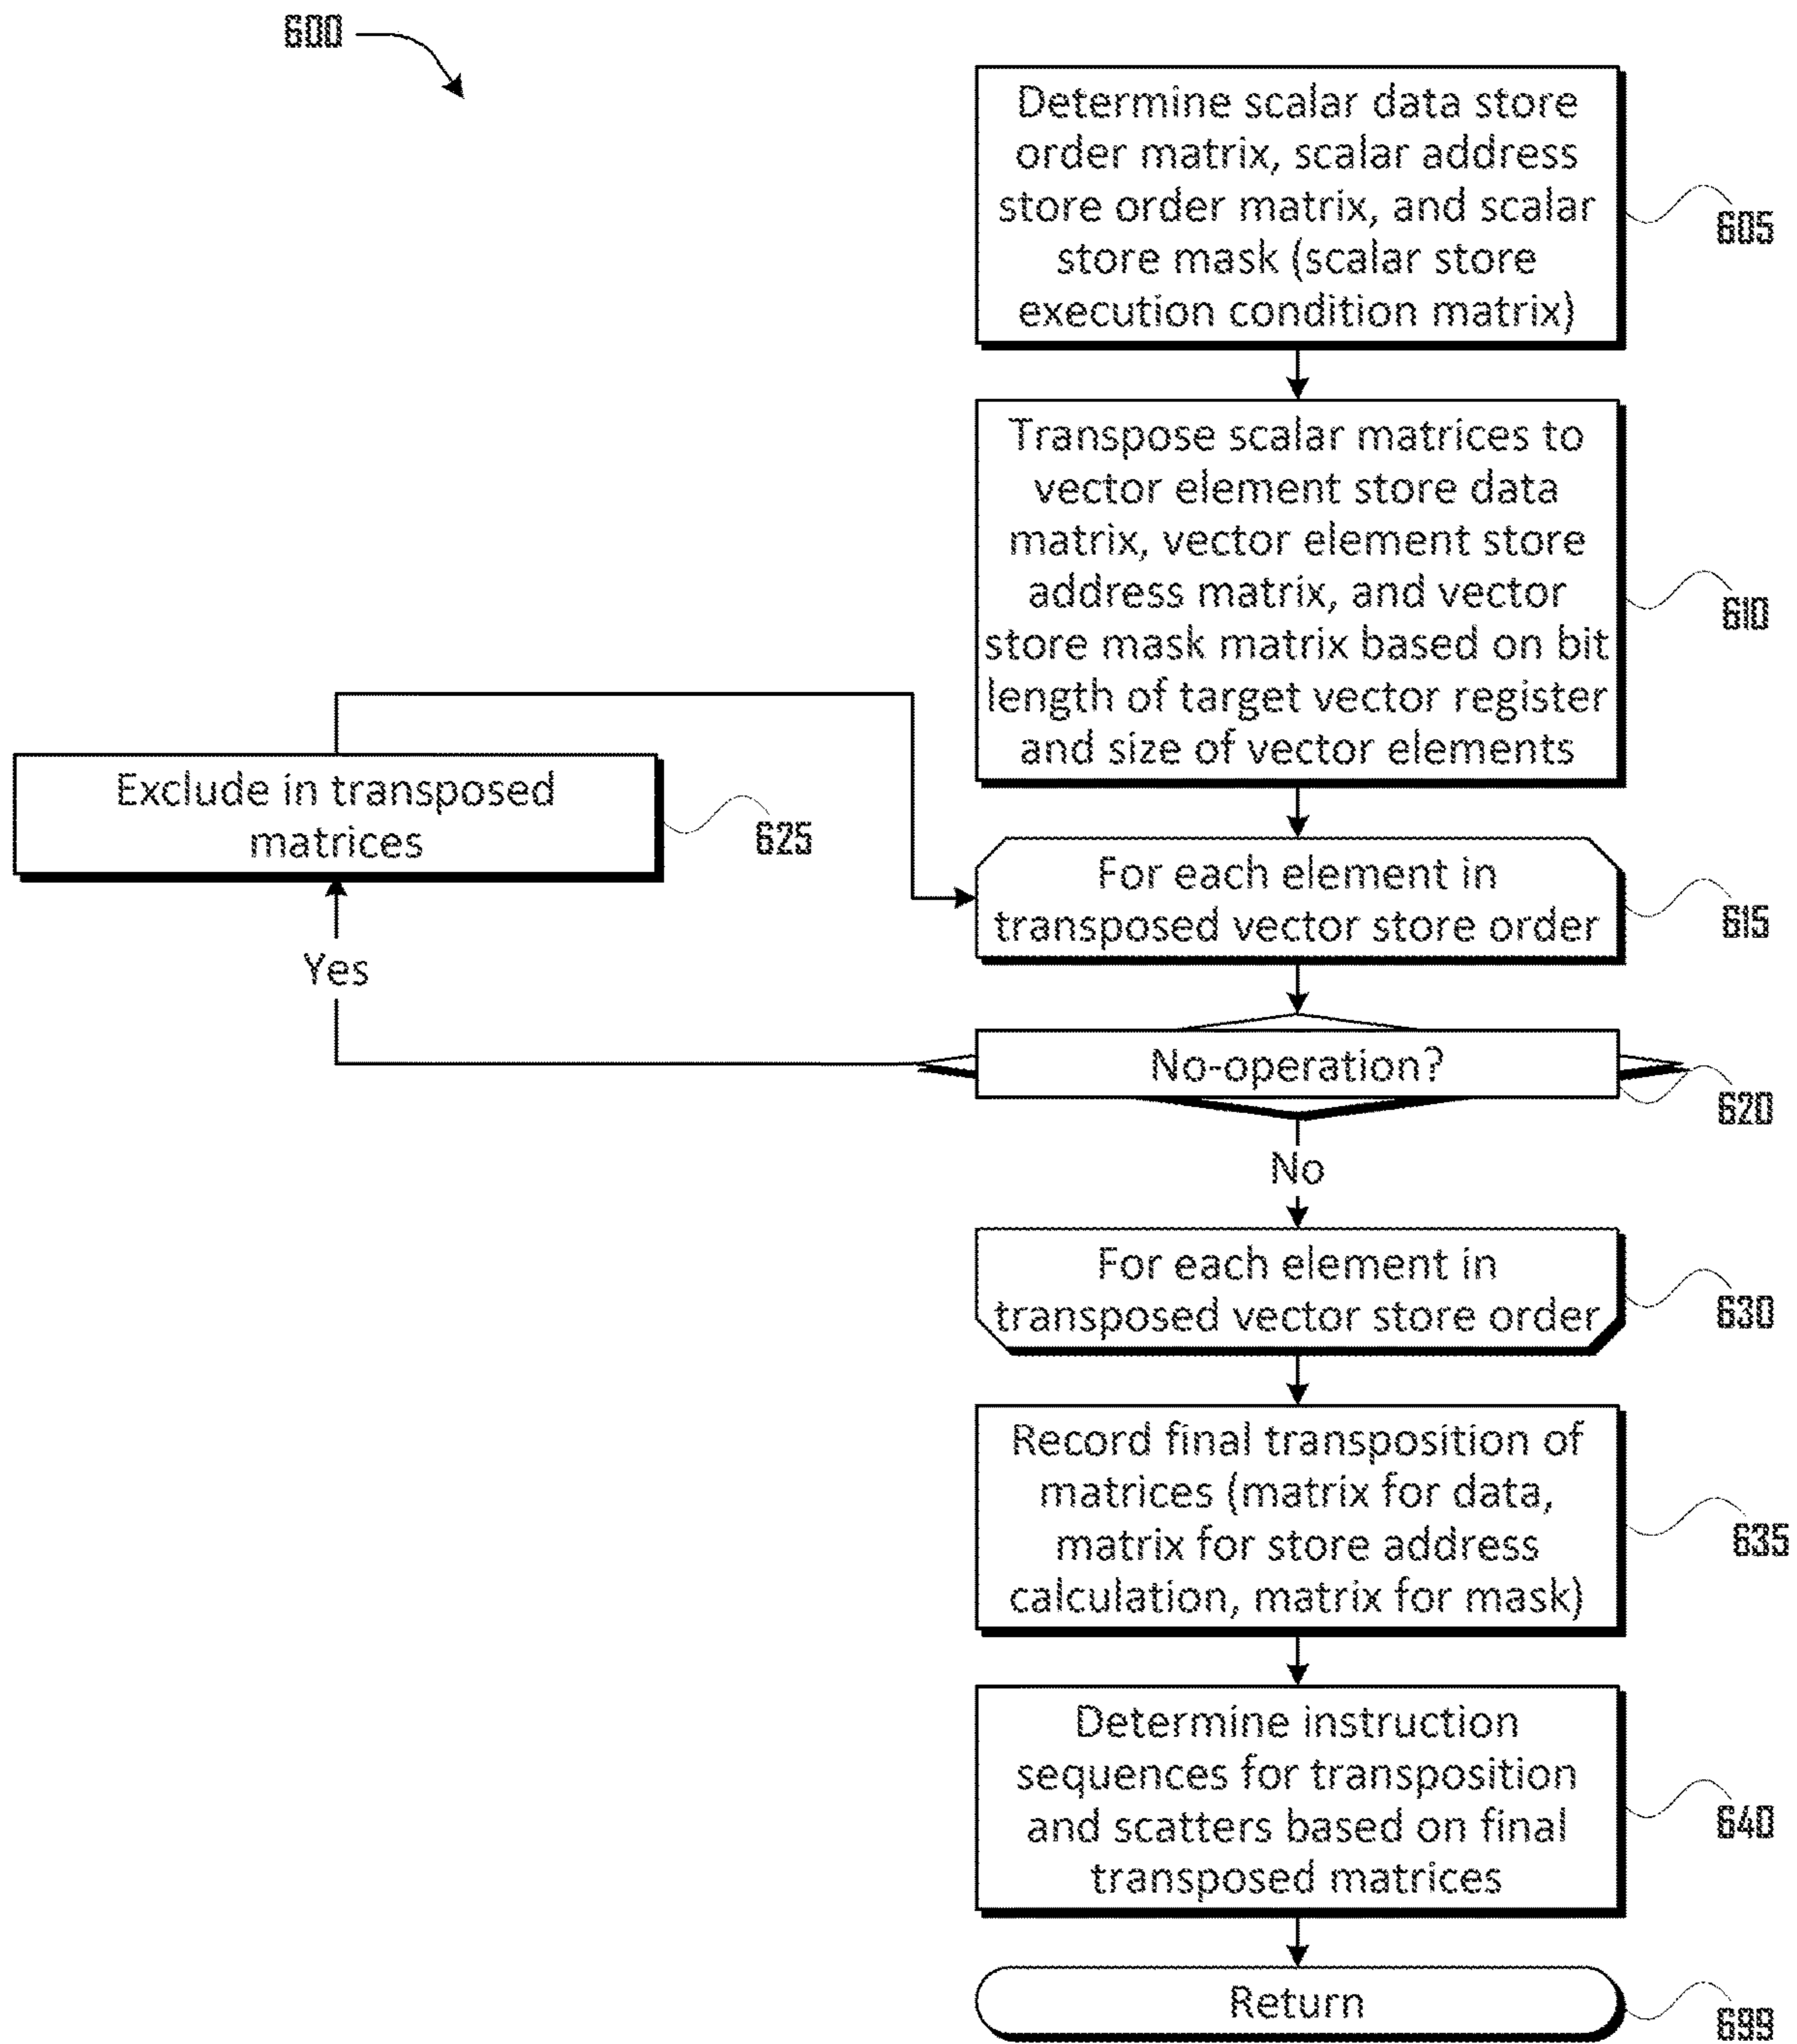 600
Determine scalar data store
order matrix, scalar address
store order matrix, and scalar
store mask (scalar store
execution condition matrix)
605
Transpose scalar matrices to
vector element store data
matrix, vector element store
address matrix, and vector
store mask matrix based on bit
length of target vector register
and size of vector elements
610
Exclude in transposed
matrices
625
For each element in
transposed vector store order
615
Yes
No-operation?
620
No
For each element in
transposed vector store order
630
Record final transposition of
matrices (matrix for data,
matrix for store address
calculation, matrix for mask)
635
Determine instruction
sequences for transposition
and scatters based on final
transposed matrices
640
Return
699